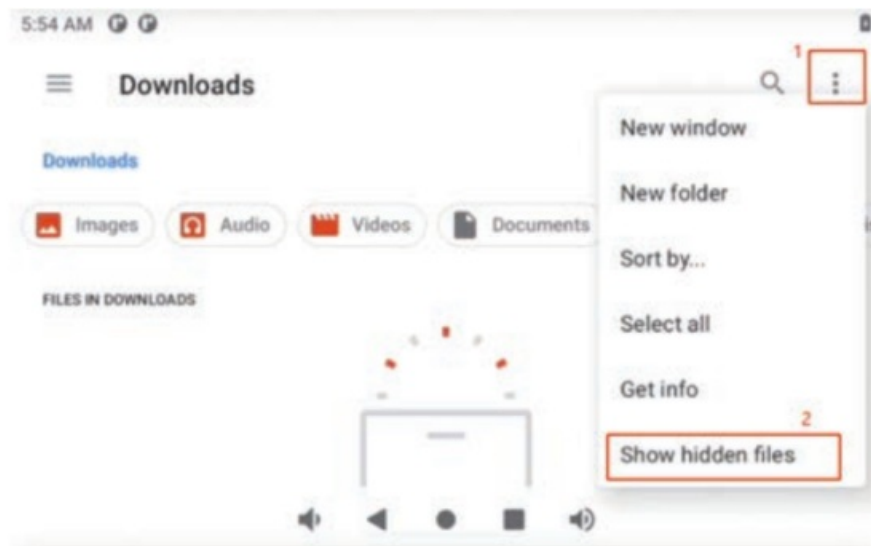 5:54 AM
1
Downloads
Downloads
Images Audio Videos Documents
FILES IN DOWNLOADS
New window
New folder
Sort by...
Select all
Get info
2
Show hidden files